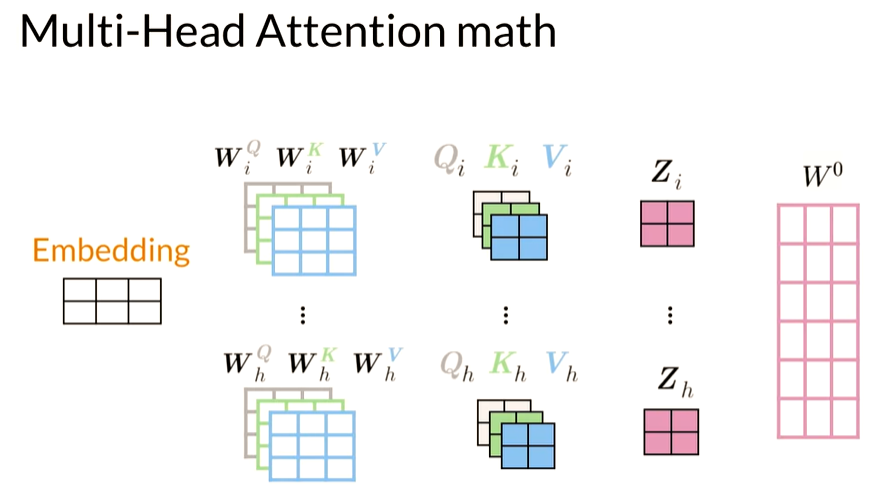 Multi-Head Attention math
W_i^Q W_i^K W_i^V Q_i K_i V_i Z_i W^0
Embedding
⋮ ⋮ ⋮
W_h^Q W_h^K W_h^V Q_h K_h V_h Z_h